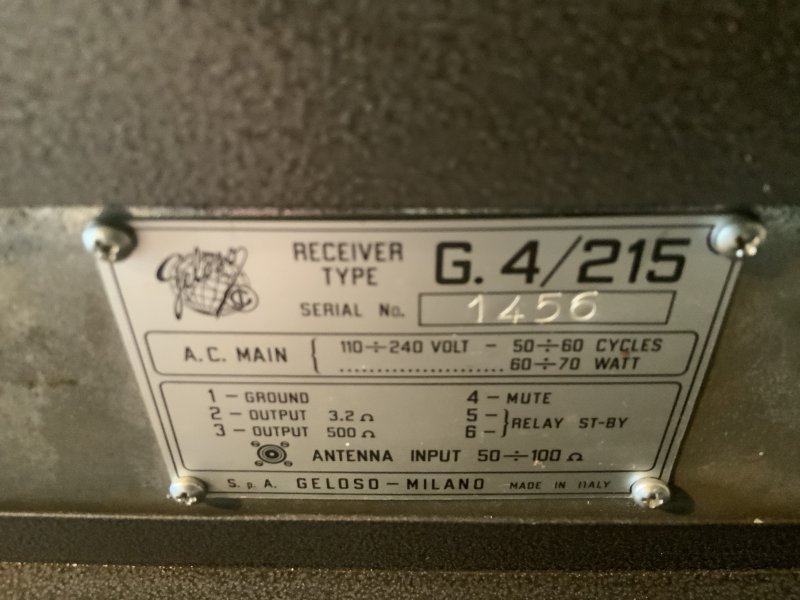 Geloso
RECEIVER TYPE G. 4/215
SERIAL No. 1456
A.C. MAIN { 110÷240 VOLT - 50÷60 CYCLES
60÷70 WATT
1 - GROUND
2 - OUTPUT 3.2 Ω
3 - OUTPUT 500 Ω
4 - MUTE
5 -
6 - } RELAY ST-BY
ANTENNA INPUT 50÷100 Ω
S.p.A. GELOSO - MILANO MADE IN ITALY